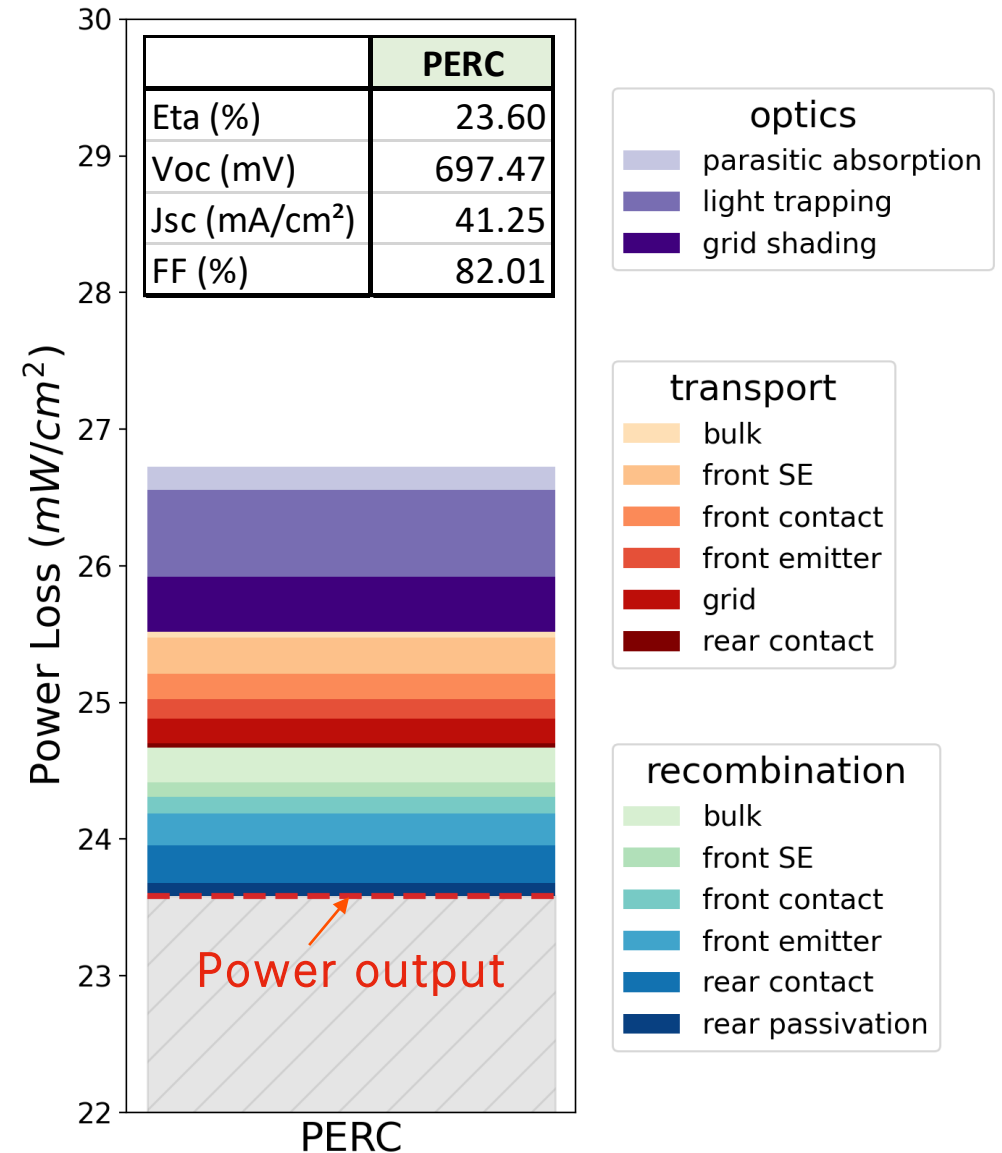 30
29
28
27
26
25
24
23
22
Power Loss (mW/cm²)
PERC
Eta (%) 23.60
Voc (mV) 697.47
Jsc (mA/cm²) 41.25
FF (%) 82.01
Power output
PERC
optics
parasitic absorption
light trapping
grid shading
transport
bulk
front SE
front contact
front emitter
grid
rear contact
recombination
bulk
front SE
front contact
front emitter
rear contact
rear passivation